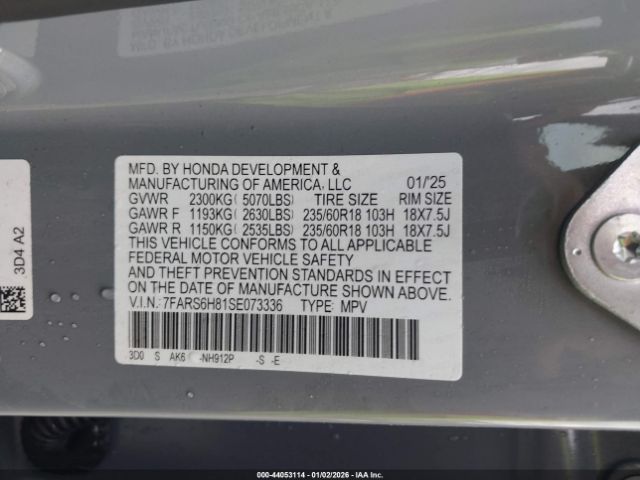 MFD. BY HONDA DEVELOPMENT &
MANUFACTURING OF AMERICA, LLC 01/'25
GVWR 2300KG( 5070LBS) TIRE SIZE RIM SIZE
GAWR F 1193KG( 2630LBS) 235/60R18 103H 18X7.5J
GAWR R 1150KG( 2535LBS) 235/60R18 103H 18X7.5J
THIS VEHICLE CONFORMS TO ALL APPLICABLE
FEDERAL MOTOR VEHICLE SAFETY
AND THEFT PREVENTION STANDARDS IN EFFECT
ON THE DATE OF MANUFACTURE SHOWN ABOVE.
V.I.N.:7FARS6H81SE073336 TYPE: MPV
3D0 S AK6 -NH912P -S -E
3D4 A2
000-44053114 - 01/02/2026 - IAA Inc.